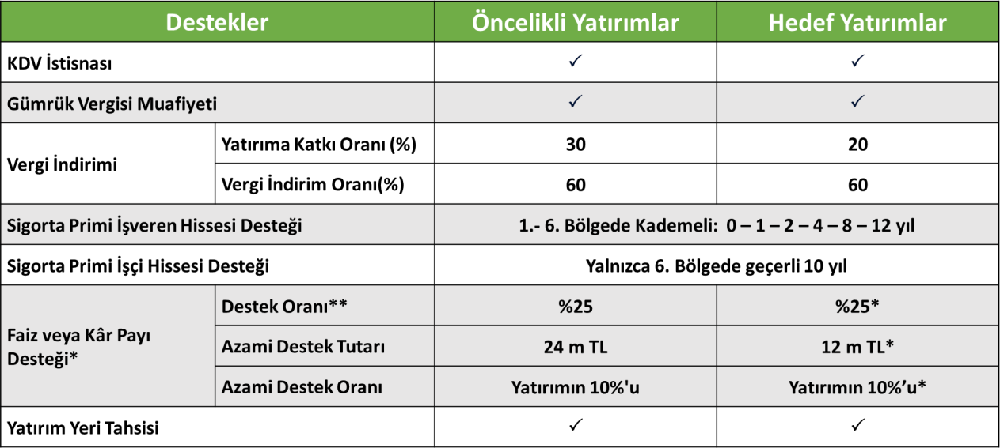 Destekler Öncelikli Yatırımlar Hedef Yatırımlar
KDV İstisnası ✓ ✓
Gümrük Vergisi Muafiyeti ✓ ✓
Vergi İndirimi
Yatırıma Katkı Oranı (%) 30 20
Vergi İndirim Oranı(%) 60 60
Sigorta Primi İşveren Hissesi Desteği 1.- 6. Bölgede Kademeli: 0 – 1 – 2 – 4 – 8 – 12 yıl
Sigorta Primi İşçi Hissesi Desteği Yalnızca 6. Bölgede geçerli 10 yıl
Faiz veya Kâr Payı
Desteği*
Destek Oranı** %25 %25*
Azami Destek Tutarı 24 m TL 12 m TL*
Azami Destek Oranı Yatırımın 10%'u Yatırımın 10%’u*
Yatırım Yeri Tahsisi ✓ ✓